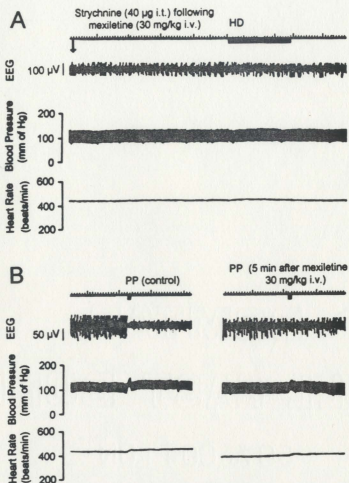 A
Strychnine (40 µg i.t.) following
mexiletine (30 mg/kg i.v.)
HD
EEG
100 µV
Blood Pressure
(mm of Hg)
200
100
0
Heart Rate
(beats/min)
600
400
200
B
PP (control)
PP (5 min after mexiletine
30 mg/kg i.v.)
EEG
50 µV
Blood Pressure
(mm of Hg)
200
100
0
Heart Rate
(beats/min)
600
400
200